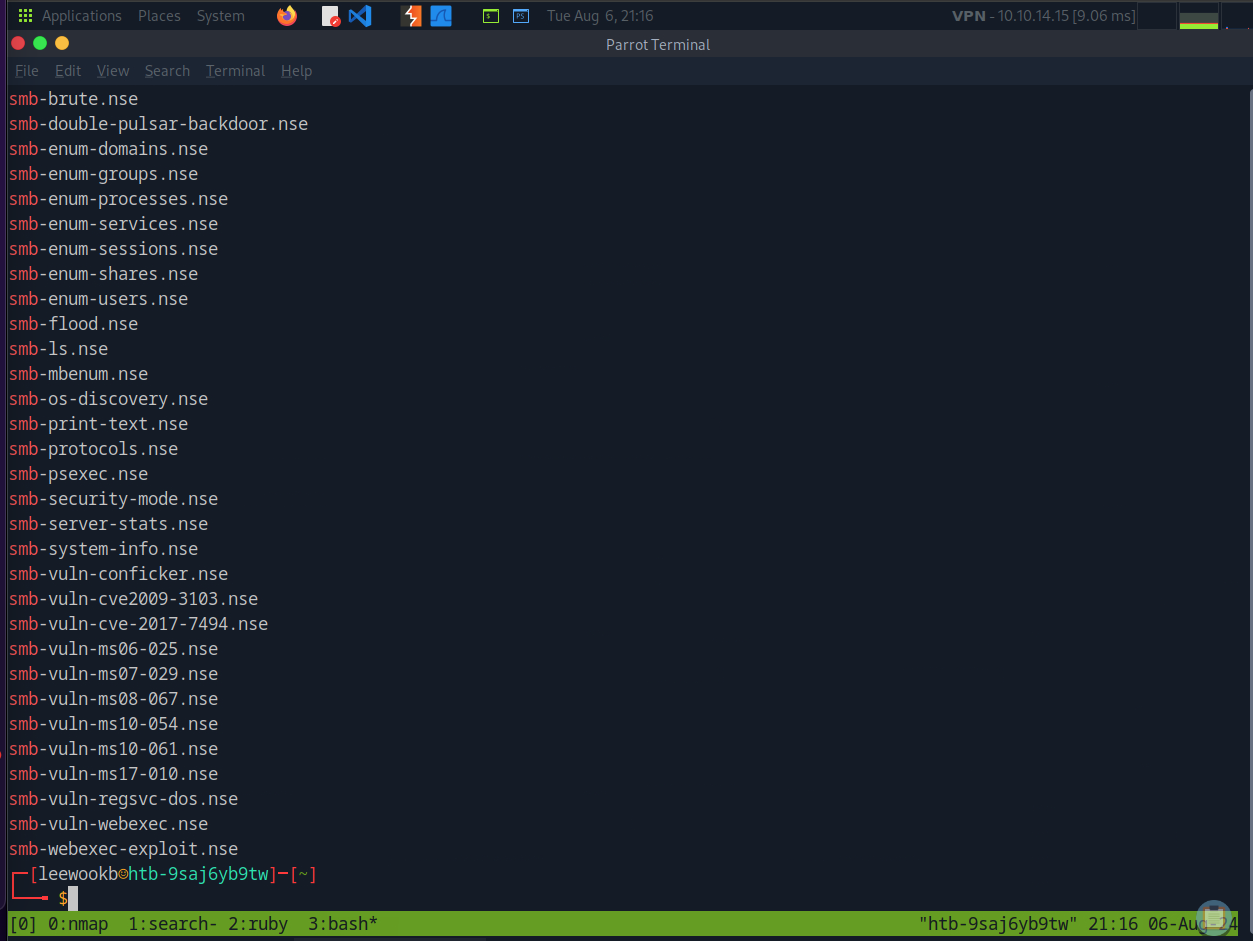 Applications Places System Tue Aug 6, 21:16 VPN - 10.10.14.15 [9.06 ms]
Parrot Terminal
File Edit View Search Terminal Help
smb-brute.nse
smb-double-pulsar-backdoor.nse
smb-enum-domains.nse
smb-enum-groups.nse
smb-enum-processes.nse
smb-enum-services.nse
smb-enum-sessions.nse
smb-enum-shares.nse
smb-enum-users.nse
smb-flood.nse
smb-ls.nse
smb-mbenum.nse
smb-os-discovery.nse
smb-print-text.nse
smb-protocols.nse
smb-psexec.nse
smb-security-mode.nse
smb-server-stats.nse
smb-system-info.nse
smb-vuln-conficker.nse
smb-vuln-cve2009-3103.nse
smb-vuln-cve-2017-7494.nse
smb-vuln-ms06-025.nse
smb-vuln-ms07-029.nse
smb-vuln-ms08-067.nse
smb-vuln-ms10-054.nse
smb-vuln-ms10-061.nse
smb-vuln-ms17-010.nse
smb-vuln-regsvc-dos.nse
smb-vuln-webexec.nse
smb-webexec-exploit.nse
┌─[leewookb☺htb-9saj6yb9tw]─[~]
└──╼ $
[0] 0:nmap 1:search- 2:ruby 3:bash* "htb-9saj6yb9tw" 21:16 06-Aug-24